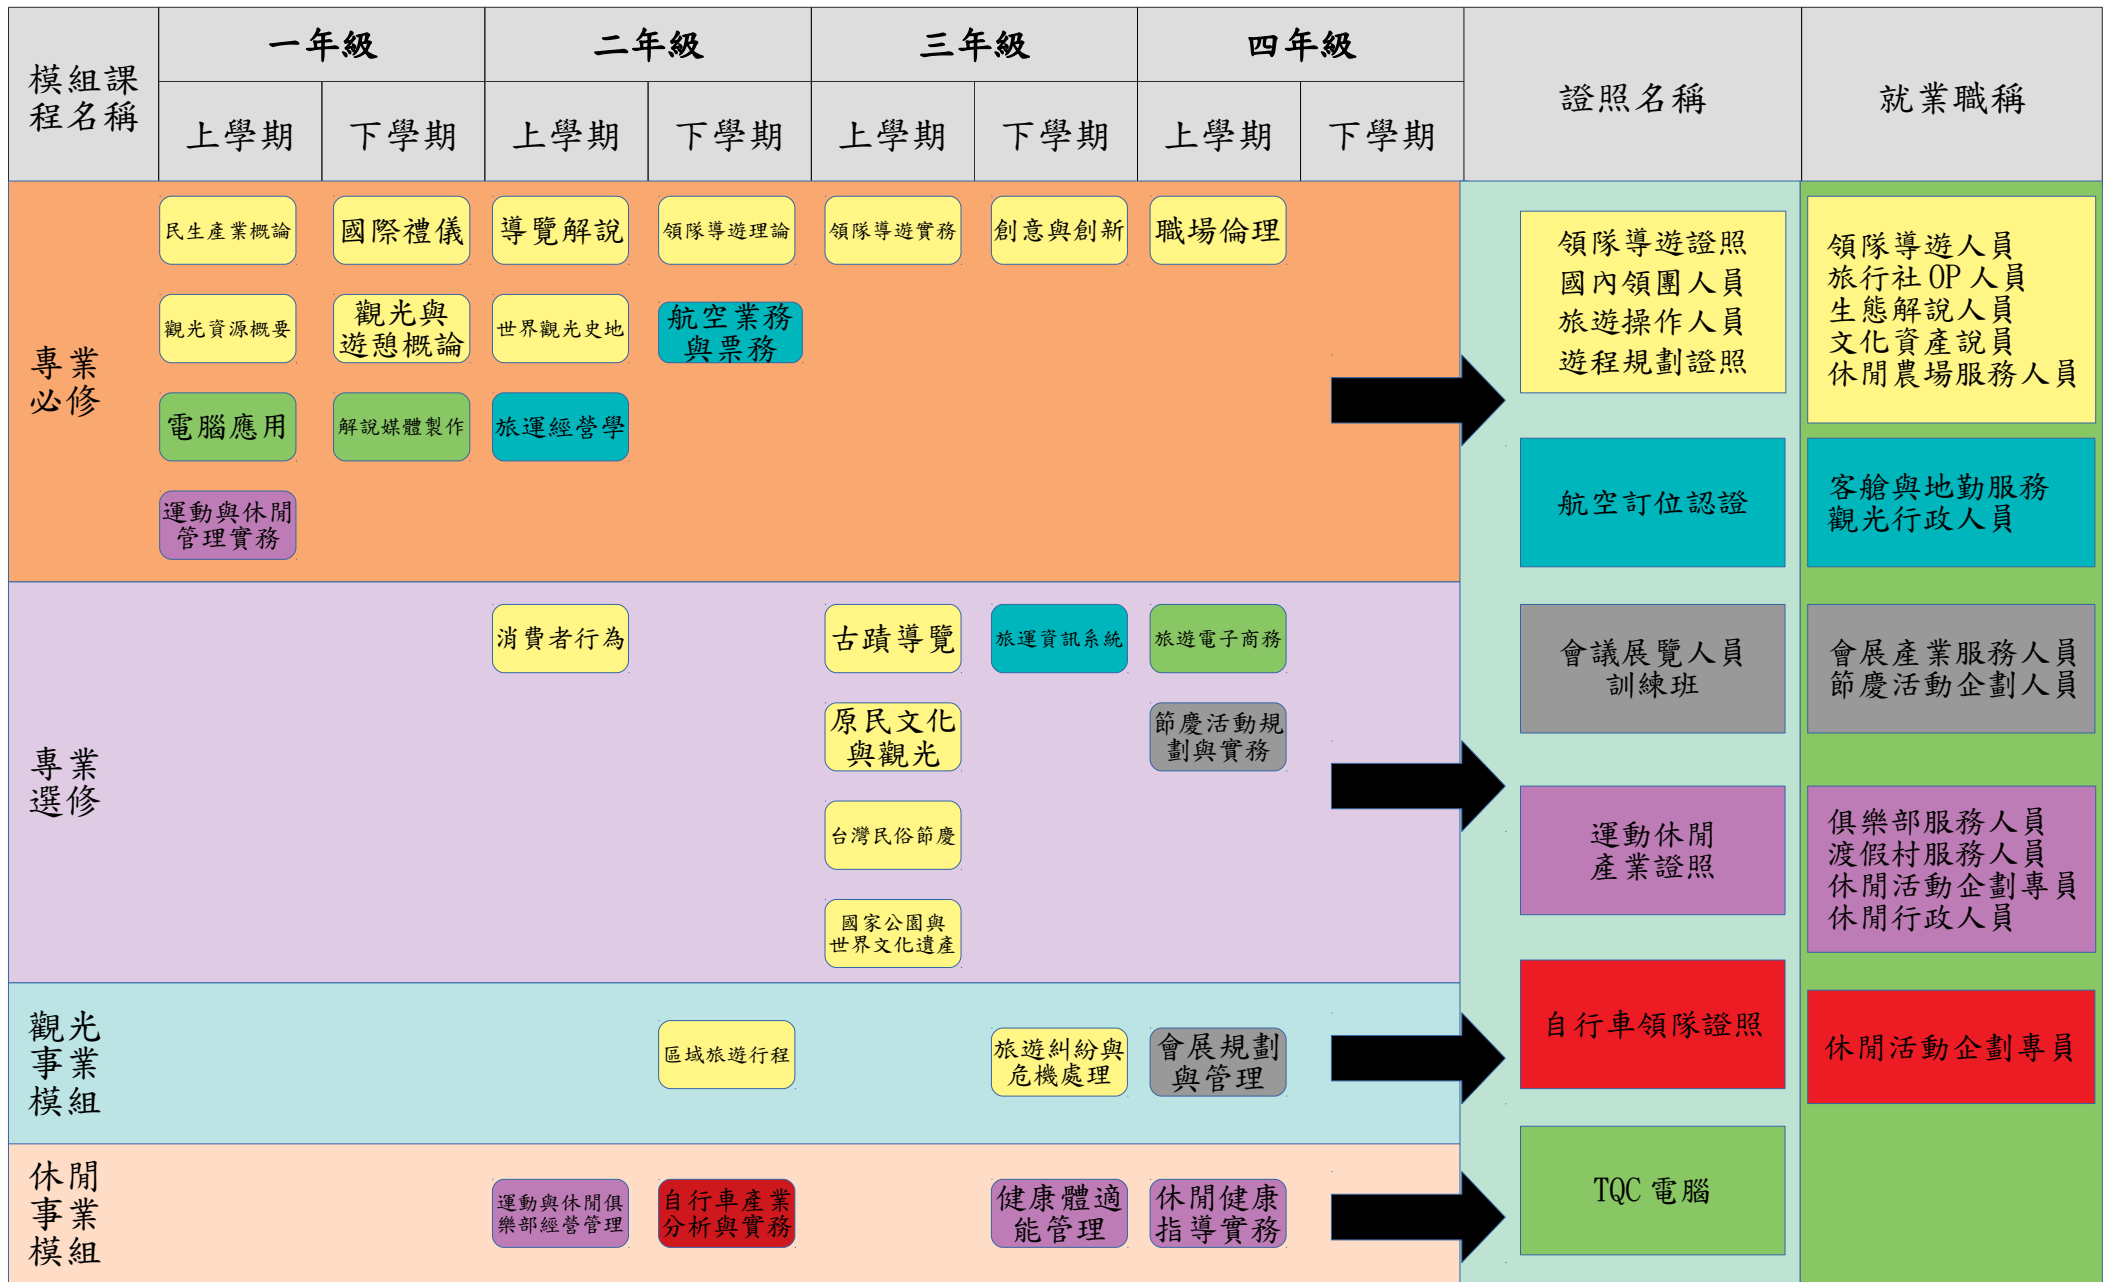 模組課
程名稱
一年級
二年級
三年級
四年級
證照名稱
就業職稱
上學期
下學期
上學期
下學期
上學期
下學期
上學期
下學期
專業
必修
民生產業概論
國際禮儀
導覽解說
領隊導遊理論
領隊導遊實務
創意與創新
職場倫理
觀光資源概要
觀光與
遊憩概論
世界觀光史地
航空業務
與票務
電腦應用
解說媒體製作
旅運經營學
運動與休閒
管理實務
領隊導遊證照
國內領團人員
旅遊操作人員
遊程規劃證照
領隊導遊人員
旅行社OP人員
生態解說人員
文化資產說員
休閒農場服務人員
航空訂位認證
客艙與地勤服務
觀光行政人員
專業
選修
消費者行為
古蹟導覽
旅運資訊系統
旅遊電子商務
原民文化
與觀光
節慶活動規
劃與實務
台灣民俗節慶
國家公園與
世界文化遺產
會議展覽人員
訓練班
會展產業服務人員
節慶活動企劃人員
運動休閒
產業證照
俱樂部服務人員
渡假村服務人員
休閒活動企劃專員
休閒行政人員
觀光
事業
模組
區域旅遊行程
旅遊糾紛與
危機處理
會展規劃
與管理
自行車領隊證照
休閒活動企劃專員
休閒
事業
模組
運動與休閒俱
樂部經營管理
自行車產業
分析與實務
健康體適
能管理
休閒健康
指導實務
TQC電腦